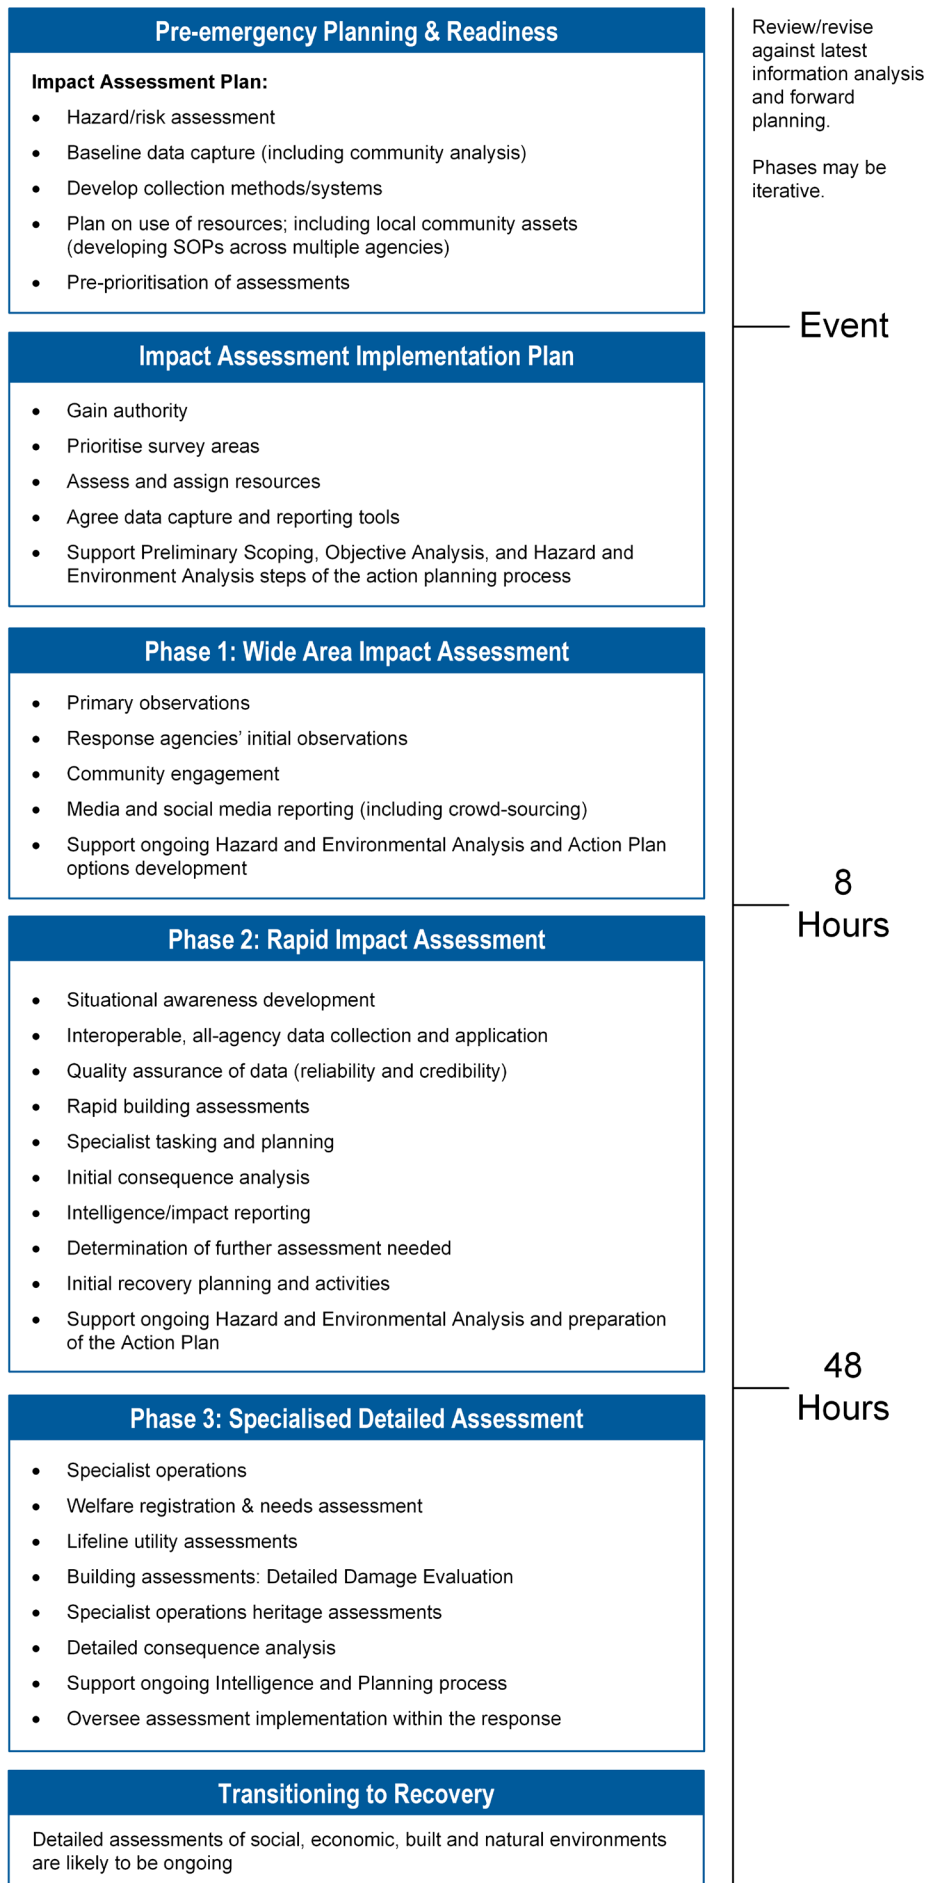 Pre-emergency Planning & Readiness
Impact Assessment Plan:
• Hazard/risk assessment
• Baseline data capture (including community analysis)
• Develop collection methods/systems
• Plan on use of resources; including local community assets
(developing SOPs across multiple agencies)
• Pre-prioritisation of assessments
Review/revise
against latest
information analysis
and forward
planning.
Phases may be
iterative.
Event
Impact Assessment Implementation Plan
• Gain authority
• Prioritise survey areas
• Assess and assign resources
• Agree data capture and reporting tools
• Support Preliminary Scoping, Objective Analysis, and Hazard and
Environment Analysis steps of the action planning process
Phase 1: Wide Area Impact Assessment
• Primary observations
• Response agencies’ initial observations
• Community engagement
• Media and social media reporting (including crowd-sourcing)
• Support ongoing Hazard and Environmental Analysis and Action Plan
options development
8
Hours
Phase 2: Rapid Impact Assessment
• Situational awareness development
• Interoperable, all-agency data collection and application
• Quality assurance of data (reliability and credibility)
• Rapid building assessments
• Specialist tasking and planning
• Initial consequence analysis
• Intelligence/impact reporting
• Determination of further assessment needed
• Initial recovery planning and activities
• Support ongoing Hazard and Environmental Analysis and preparation
of the Action Plan
48
Hours
Phase 3: Specialised Detailed Assessment
• Specialist operations
• Welfare registration & needs assessment
• Lifeline utility assessments
• Building assessments: Detailed Damage Evaluation
• Specialist operations heritage assessments
• Detailed consequence analysis
• Support ongoing Intelligence and Planning process
• Oversee assessment implementation within the response
Transitioning to Recovery
Detailed assessments of social, economic, built and natural environments
are likely to be ongoing